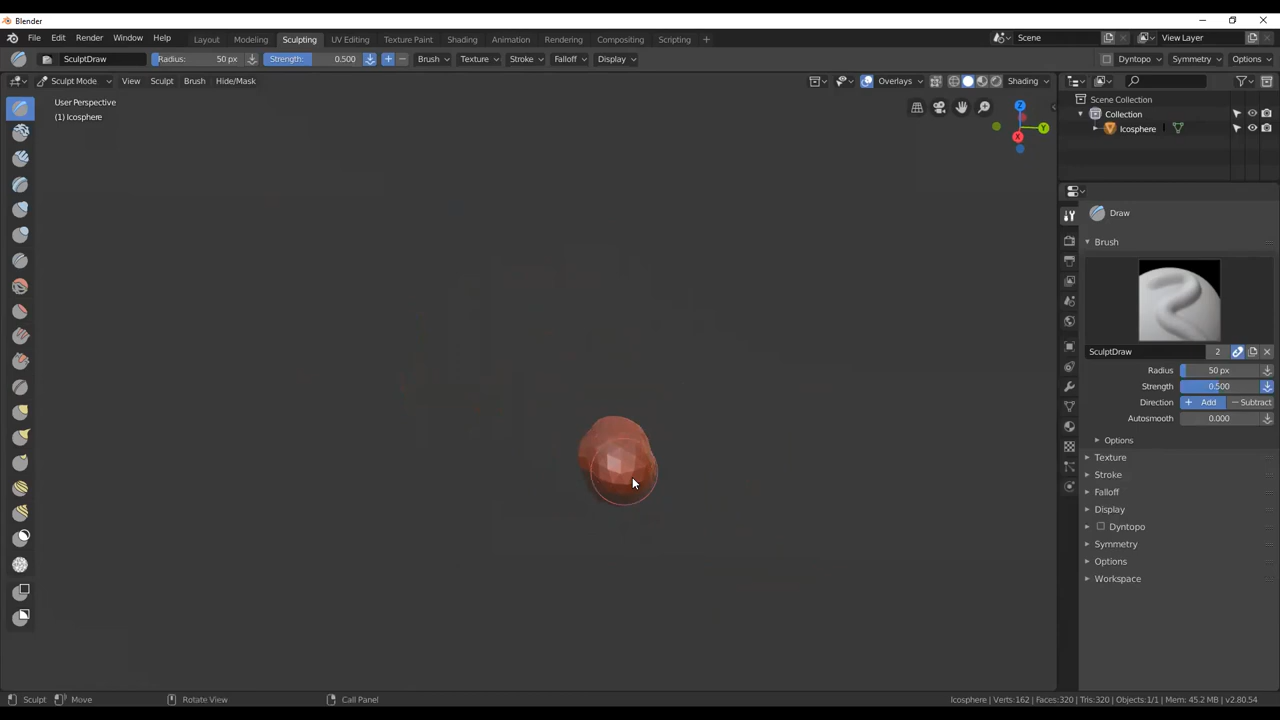 Blender
File Edit Render Window Help Layout Modeling Sculpting UV Editing Texture Paint Shading Animation Rendering Compositing Scripting + Scene View Layer
SculptDraw Radius: 50 px Strength: 0.500 + − Brush Texture Stroke Falloff Display Dyntopo Symmetry Options
Sculpt Mode View Sculpt Brush Hide/Mask Overlays Shading
User Perspective
(1) Icosphere
Z
Y
X
Scene Collection
Collection
Icosphere
Draw
Brush
SculptDraw 2
Radius 50 px
Strength 0.500
Direction + Add − Subtract
Autosmooth 0.000
Options
Texture
Stroke
Falloff
Display
Dyntopo
Symmetry
Options
Workspace
Sculpt Move Rotate View Call Panel Icosphere | Verts:162 | Faces:320 | Tris:320 | Objects:1/1 | Mem: 45.2 MB | v2.80.54